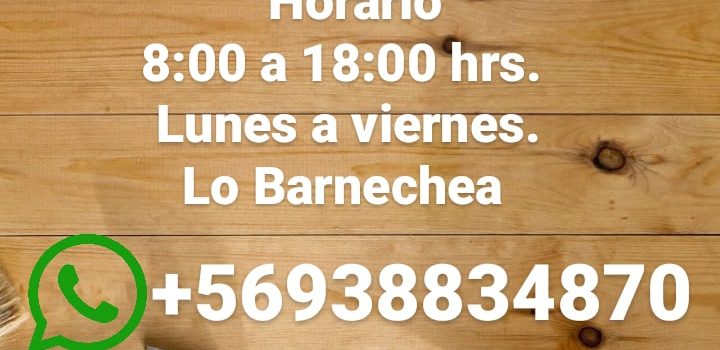 Horario
8:00 a 18:00 hrs.
Lunes a viernes.
Lo Barnechea
+56938834870